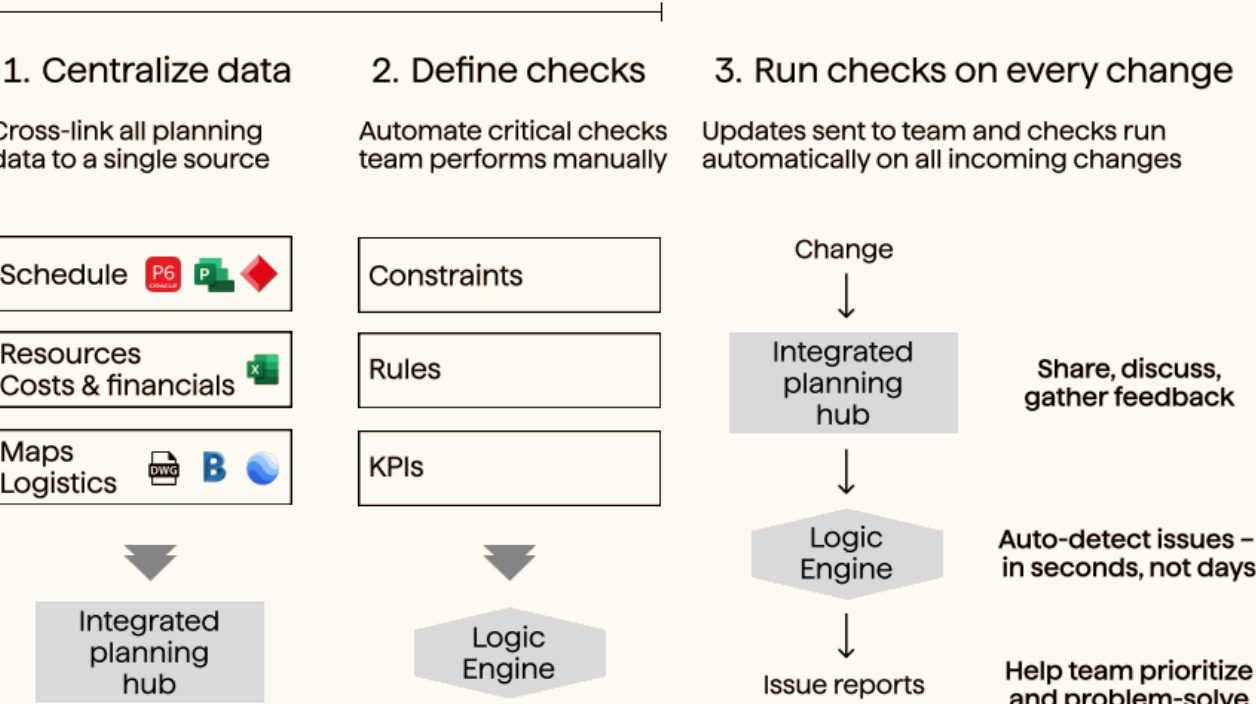 1. Centralize data
Cross-link all planning
data to a single source
Schedule
P6
ORACLE
P
Resources
Costs & financials
X
Maps
Logistics
DWG
B
Integrated
planning
hub
2. Define checks
Automate critical checks
team performs manually
Constraints
Rules
KPIs
Logic
Engine
3. Run checks on every change
Updates sent to team and checks run
automatically on all incoming changes
Change
Integrated
planning
hub
Share, discuss,
gather feedback
Logic
Engine
Auto-detect issues –
in seconds, not days
Issue reports
Help team prioritize
and problem-solve